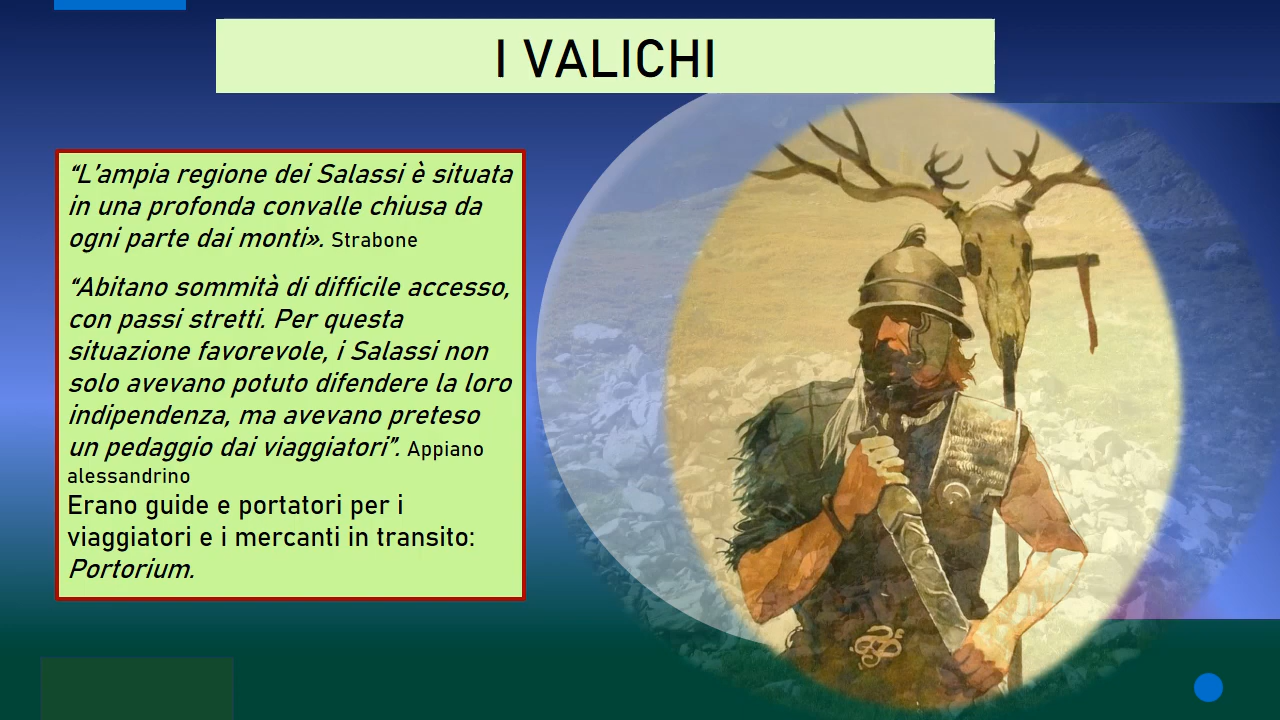 I VALICHI
“L'ampia regione dei Salassi è situata
in una profonda convalle chiusa da
ogni parte dai monti». Strabone
“Abitano sommità di difficile accesso,
con passi stretti. Per questa
situazione favorevole, i Salassi non
solo avevano potuto difendere la loro
indipendenza, ma avevano preteso
un pedaggio dai viaggiatori”. Appiano
alessandrino
Erano guide e portatori per i
viaggiatori e i mercanti in transito:
Portorium.